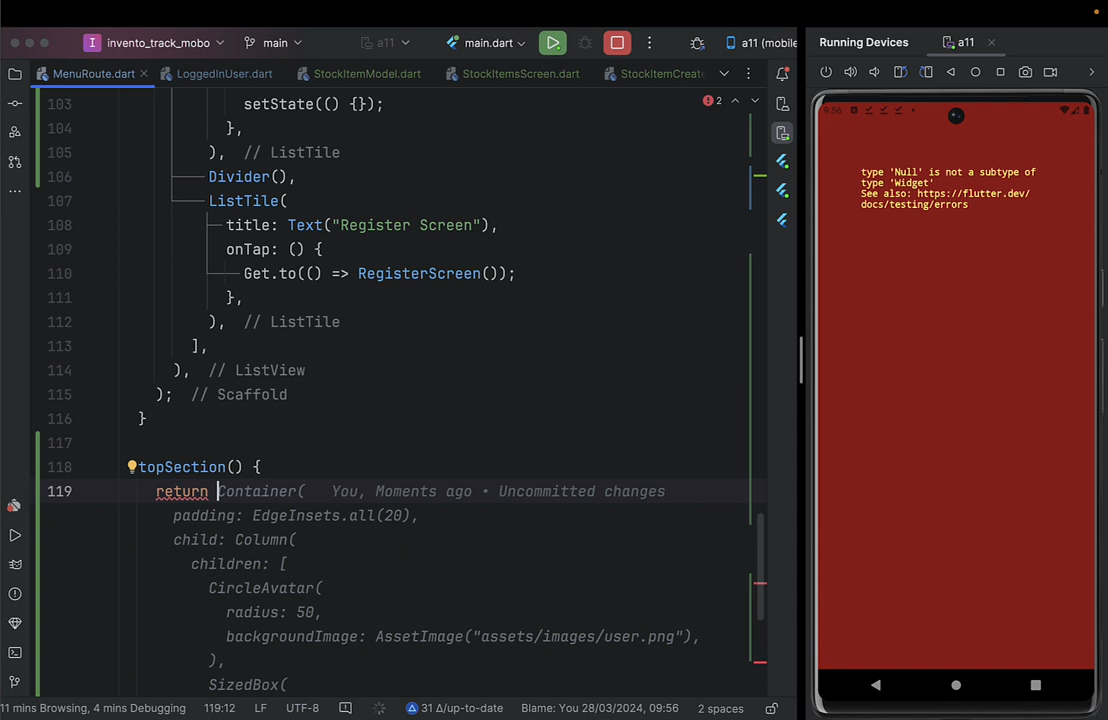 invento_track_mobo
main
a11
main.dart
a11 (mobile
Running Devices
a11
MenuRoute.dart
LoggedInUser.dart
StockItemModel.dart
StockItemsScreen.dart
StockItemCreat
103 setState(() {});
2
104 },
105 ), // ListTile
106 Divider(),
107 ListTile(
108 title: Text("Register Screen"),
109 onTap: () {
110 Get.to(() => RegisterScreen());
111 },
112 ), // ListTile
113 ],
114 ), // ListView
115 ); // Scaffold
116 }
117
118 topSection() {
119 return Container( You, Moments ago • Uncommitted changes
padding: EdgeInsets.all(20),
child: Column(
children: [
CircleAvatar(
radius: 50,
backgroundImage: AssetImage("assets/images/user.png"),
),
SizedBox(
11 mins Browsing, 4 mins Debugging
119:12
LF
UTF-8
31 Δ/up-to-date
Blame: You 28/03/2024, 09:56
2 spaces
9:56
type 'Null' is not a subtype of
type 'Widget'
See also: https://flutter.dev/
docs/testing/errors